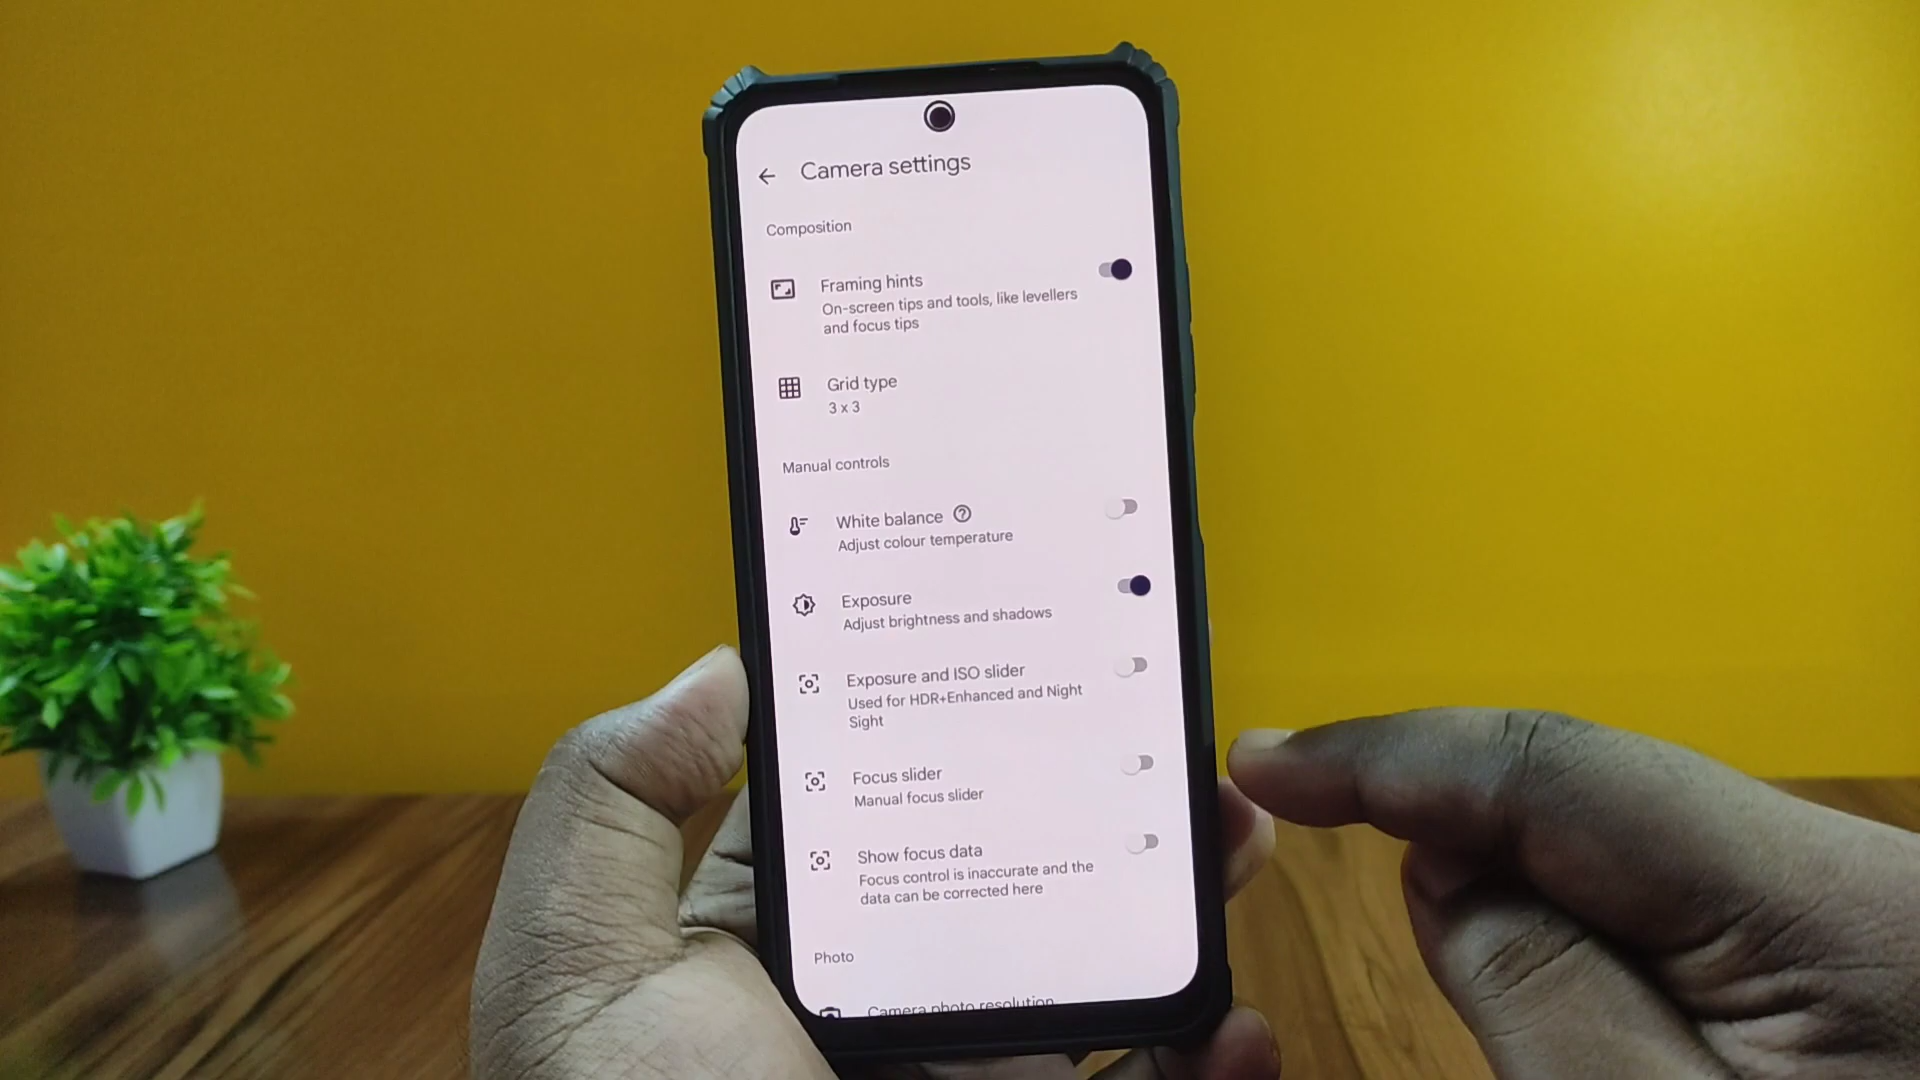 Camera settings
Composition
Framing hints
On-screen tips and tools, like levellers
and focus tips
Grid type
3 x 3
Manual controls
White balance
Adjust colour temperature
Exposure
Adjust brightness and shadows
Exposure and ISO slider
Used for HDR+Enhanced and Night
Sight
Focus slider
Manual focus slider
Show focus data
Focus control is inaccurate and the
data can be corrected here
Photo
Camera photo resolution